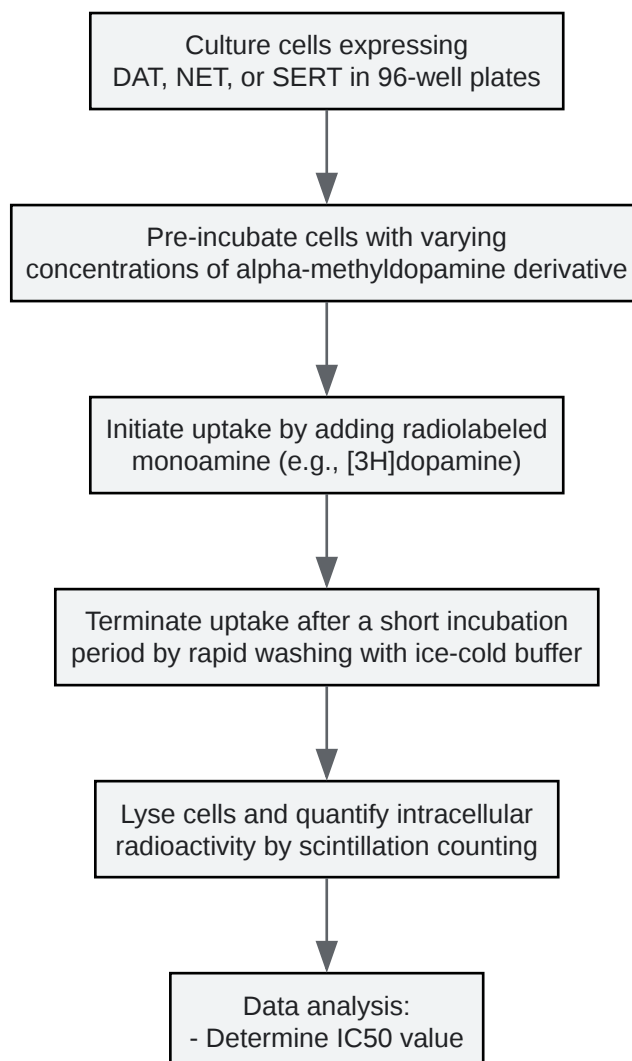 Culture cells expressing
DAT, NET, or SERT in 96-well plates
Pre-incubate cells with varying
concentrations of alpha-methyldopamine derivative
Initiate uptake by adding radiolabeled
monoamine (e.g., [3H]dopamine)
Terminate uptake after a short incubation
period by rapid washing with ice-cold buffer
Lyse cells and quantify intracellular
radioactivity by scintillation counting
Data analysis:
- Determine IC50 value